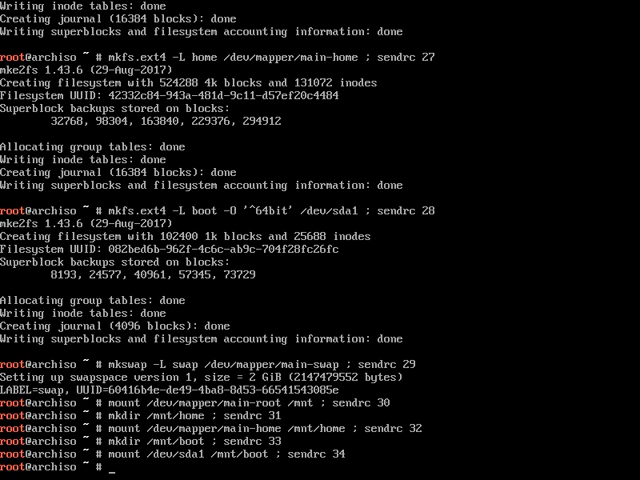 Writing inode tables: done
Creating journal (16384 blocks): done
Writing superblocks and filesystem accounting information: done
root@archiso ~ # mkfs.ext4 -L home /dev/mapper/main-home ; sendrc 27
mke2fs 1.43.6 (29-Aug-2017)
Creating filesystem with 524288 4k blocks and 131072 inodes
Filesystem UUID: 42332c84-943a-481d-9c11-d57ef20c4484
Superblock backups stored on blocks:
32768, 98304, 163840, 229376, 294912
Allocating group tables: done
Writing inode tables: done
Creating journal (16384 blocks): done
Writing superblocks and filesystem accounting information: done
root@archiso ~ # mkfs.ext4 -L boot -O '^64bit' /dev/sda1 ; sendrc 28
mke2fs 1.43.6 (29-Aug-2017)
Creating filesystem with 102400 1k blocks and 25688 inodes
Filesystem UUID: 082bed6b-962f-4c6c-ab9c-704f28fc26fc
Superblock backups stored on blocks:
8193, 24577, 40961, 57345, 73729
Allocating group tables: done
Writing inode tables: done
Creating journal (4096 blocks): done
Writing superblocks and filesystem accounting information: done
root@archiso ~ # mkswap -L swap /dev/mapper/main-swap ; sendrc 29
Setting up swapspace version 1, size = 2 GiB (2147479552 bytes)
LABEL=swap, UUID=60416b4e-de49-4ba8-8d53-66541543085e
root@archiso ~ # mount /dev/mapper/main-root /mnt ; sendrc 30
root@archiso ~ # mkdir /mnt/home ; sendrc 31
root@archiso ~ # mount /dev/mapper/main-home /mnt/home ; sendrc 32
root@archiso ~ # mkdir /mnt/boot ; sendrc 33
root@archiso ~ # mount /dev/sda1 /mnt/boot ; sendrc 34
root@archiso ~ # _